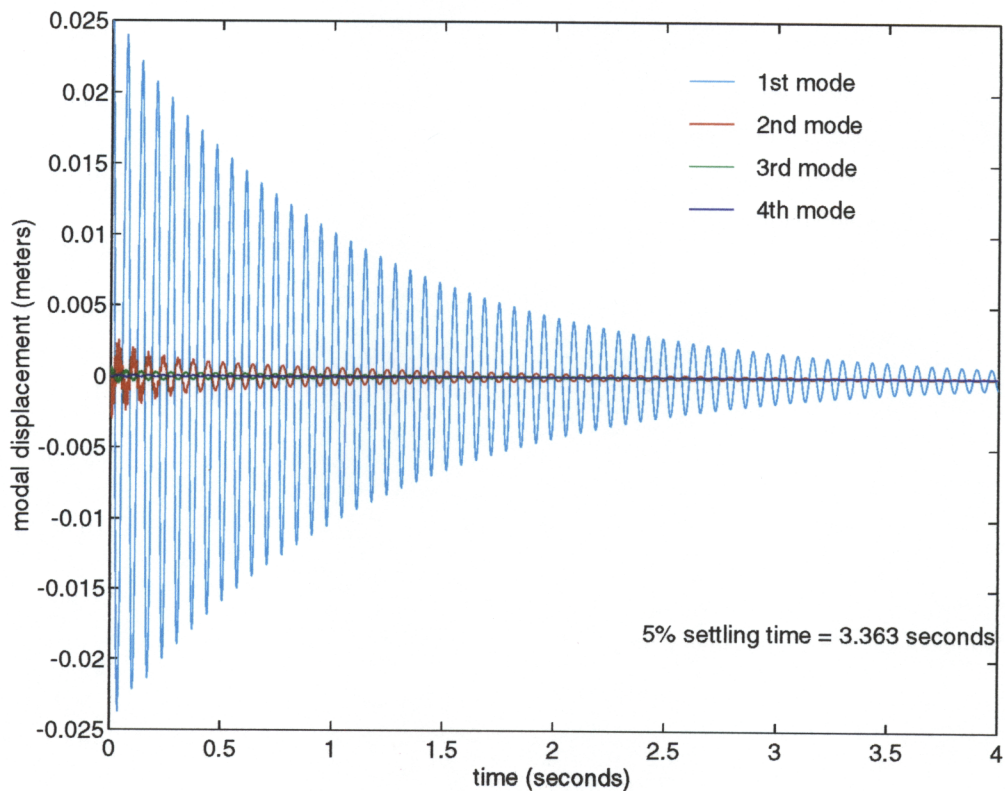 0.025
0.02
0.015
0.01
0.005
0
-0.005
-0.01
-0.015
-0.02
-0.025
modal displacement (meters)
1st mode
2nd mode
3rd mode
4th mode
5% settling time = 3.363 seconds
0 0.5 1 1.5 2 2.5 3 3.5 4
time (seconds)